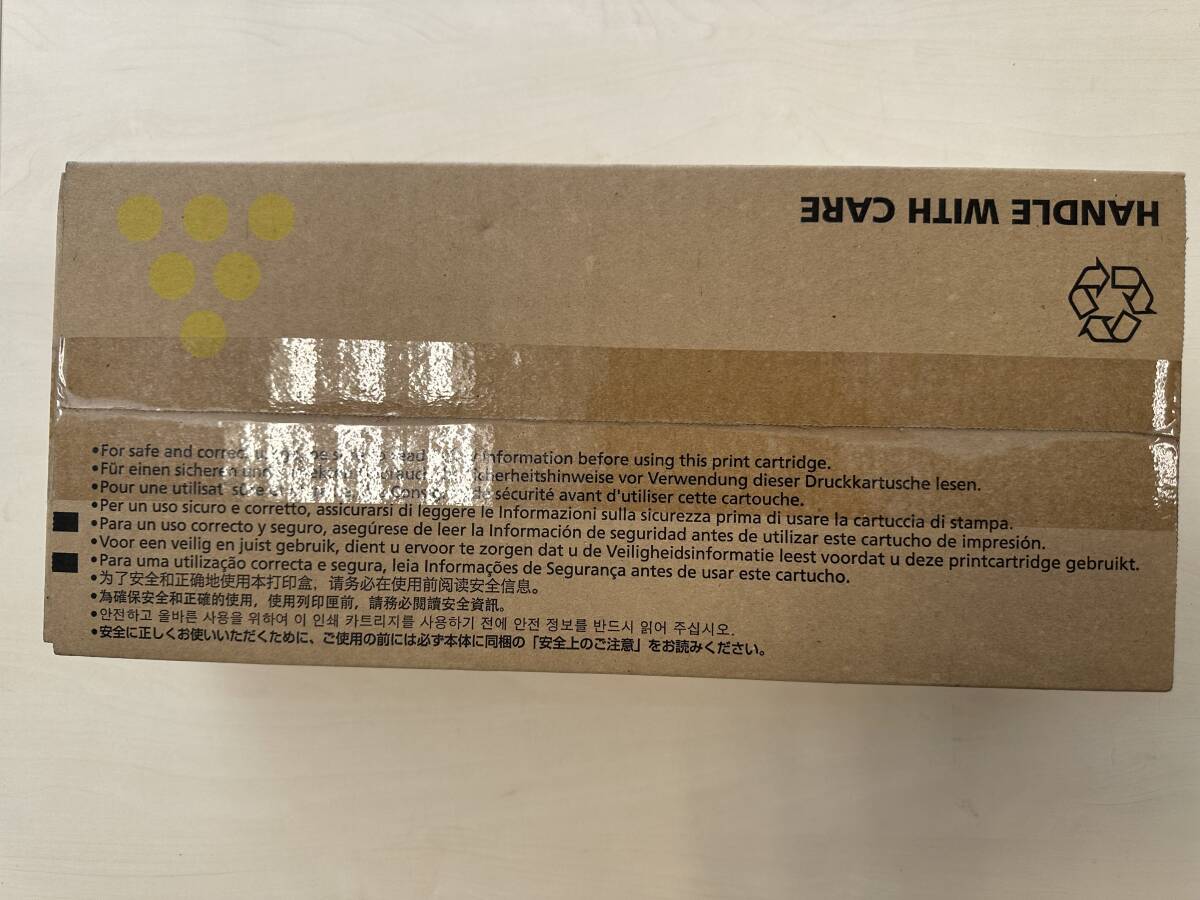 HANDLE WITH CARE
•For safe and correct information before using this print cartridge.
•Für einen sicheren und Sicherheitshinweise vor Verwendung dieser Druckkartusche lesen.
•Pour une utilisat de sécurité avant d'utiliser cette cartouche.
•Per un uso sicuro e corretto, assicurarsi di leggere le Informazioni sulla sicurezza prima di usare la cartuccia di stampa.
•Para un uso correcto y seguro, asegúrese de leer la Información de seguridad antes de utilizar este cartucho de impresión.
•Voor een veilig en juist gebruik, dient u ervoor te zorgen dat u de Veiligheidsinformatie leest voordat u deze printcartridge gebruikt.
•Para uma utilização correcta e segura, leia Informações de Segurança antes de usar este cartucho.
•为了安全和正确地使用本打印盒，请务必在使用前阅读安全信息。
•為確保安全和正確的使用，使用列印匣前，請務必閱讀安全資訊。
•안전하고 올바른 사용을 위하여 이 인쇄 카트리지를 사용하기 전에 안전 정보를 반드시 읽어 주십시오.
•安全に正しくお使いいただくために、ご使用の前には必ず本体に同梱の「安全上のご注意」をお読みください。